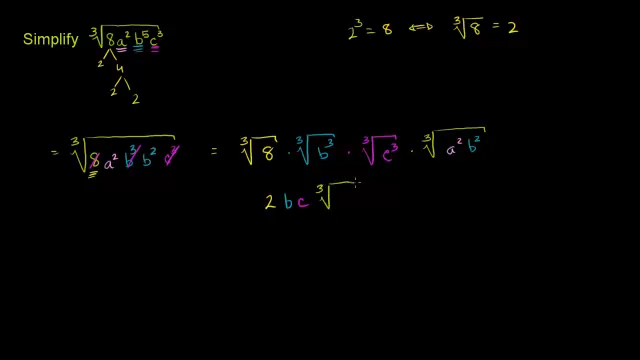 Simplify ∛(8a²b⁵c³)
2³ = 8 ⟺ ∛8 = 2
2 4
2 2
= ∛(8a²b³b²c³) = ∛8 · ∛b³ · ∛c³ · ∛(a²b²)
2bc∛